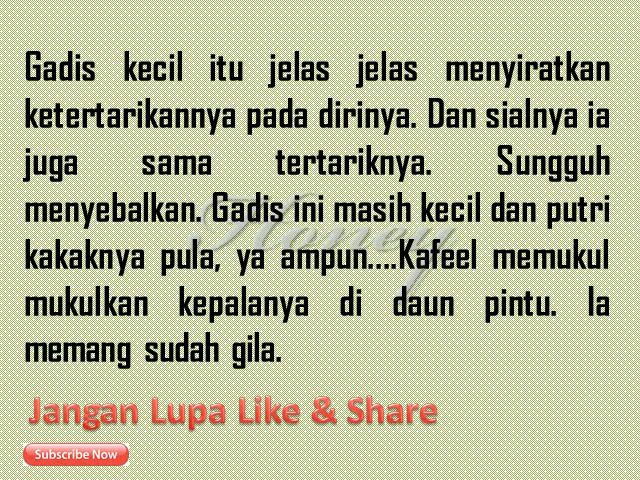 Gadis kecil itu jelas jelas menyiratkan
ketertarikannya pada dirinya. Dan sialnya ia
juga sama tertariknya. Sungguh
menyebalkan. Gadis ini masih kecil dan putri
kakaknya pula, ya ampun....Kafeel memukul
mukulkan kepalanya di daun pintu. Ia
memang sudah gila.
Honey
Jangan Lupa Like & Share
Subscribe Now